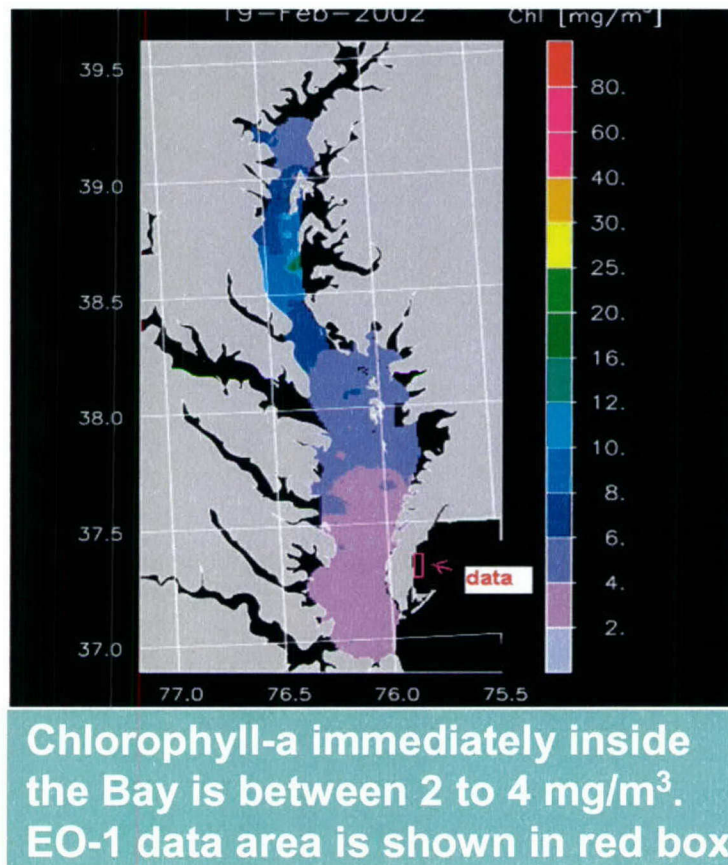 19-Feb-2002
Chl [mg/m³]
39.5
39.0
38.5
38.0
37.5
37.0
77.0 76.5 76.0 75.5
80.
60.
40.
30.
25.
20.
16.
12.
10.
8.
6.
4.
2.
data
Chlorophyll-a immediately inside
the Bay is between 2 to 4 mg/m³.
EO-1 data area is shown in red box